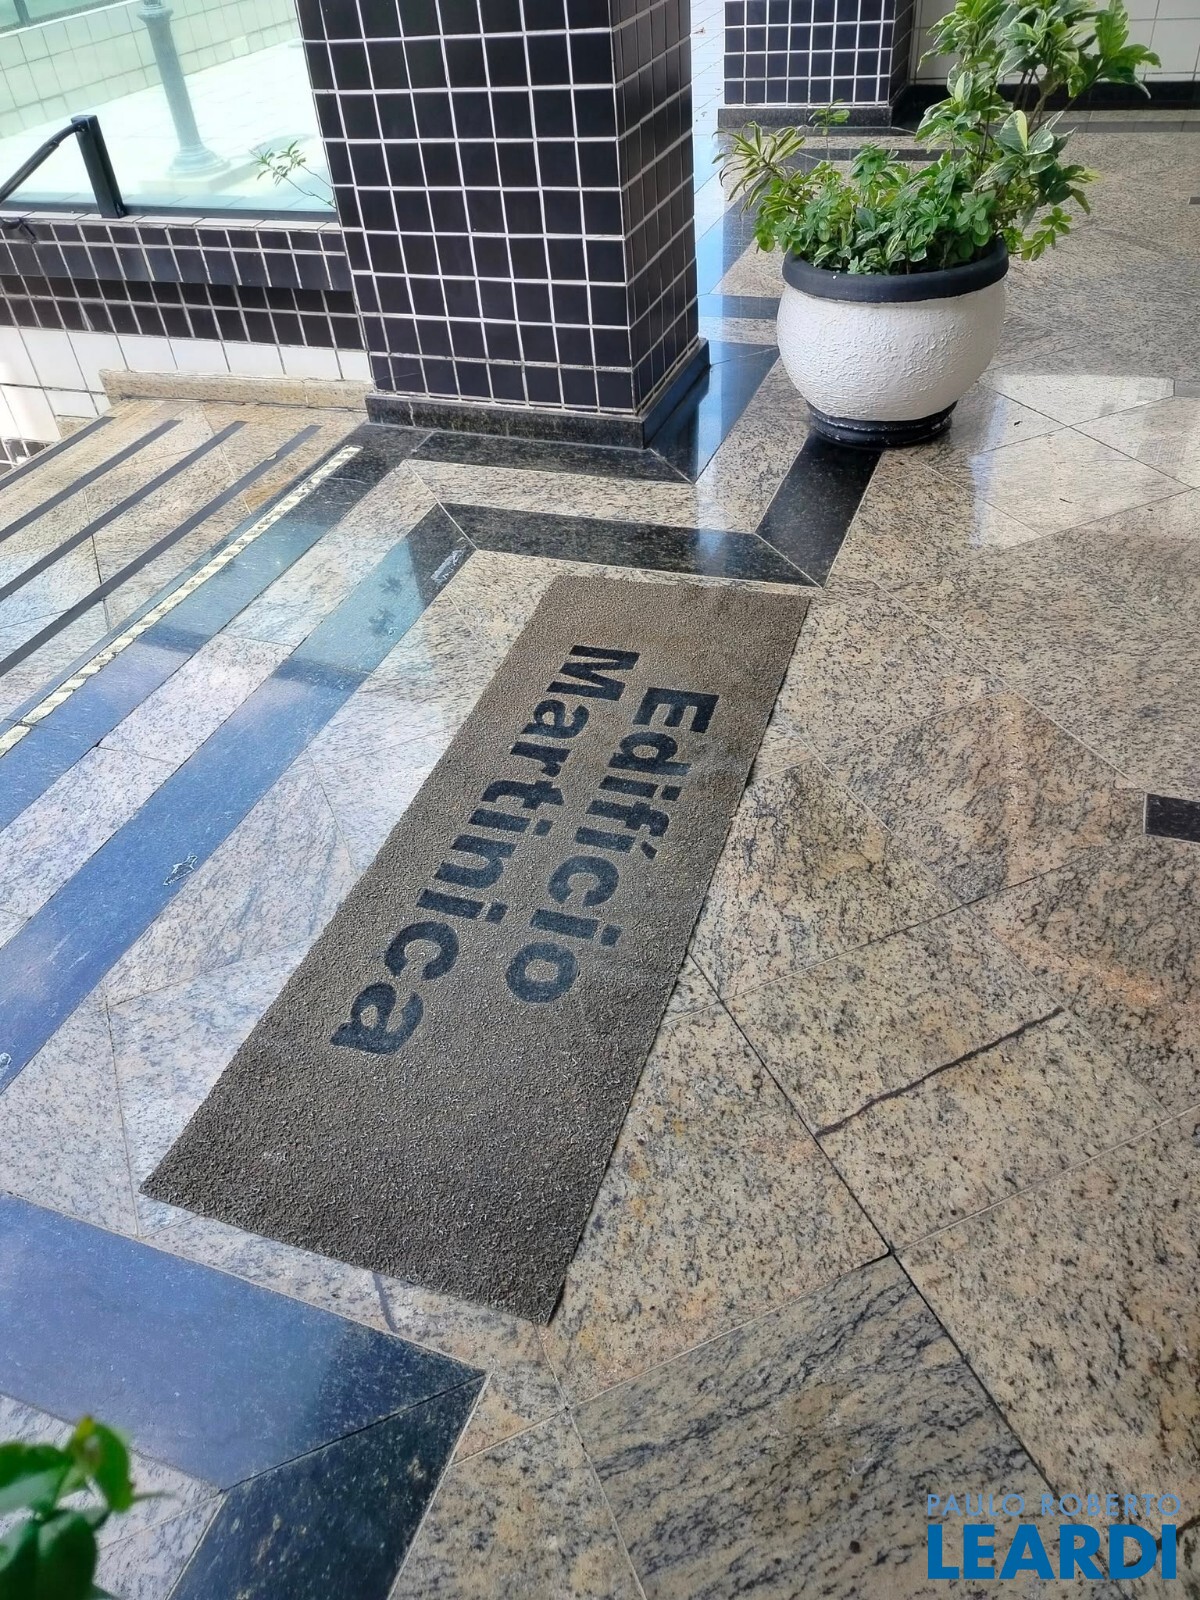 Edifício
Martinica
PAULO ROBERTO
LEARDI